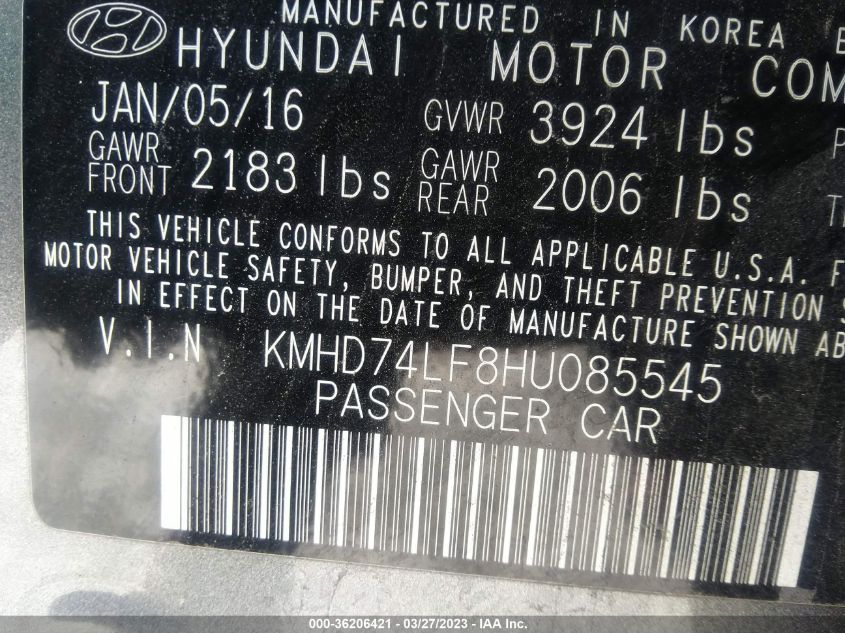 MANUFACTURED IN KOREA
HYUNDAI MOTOR
JAN/05/16 GVWR 3924 lbs
GAWR FRONT 2183 lbs GAWR REAR 2006 lbs
THIS VEHICLE CONFORMS TO ALL APPLICABLE U.S.A.
MOTOR VEHICLE SAFETY, BUMPER, AND THEFT PREVENTION
IN EFFECT ON THE DATE OF MANUFACTURE SHOWN
V.I.N KMHD74LF8HU085545
PASSENGER CAR
000-36206421 - 03/27/2023 - IAA Inc.